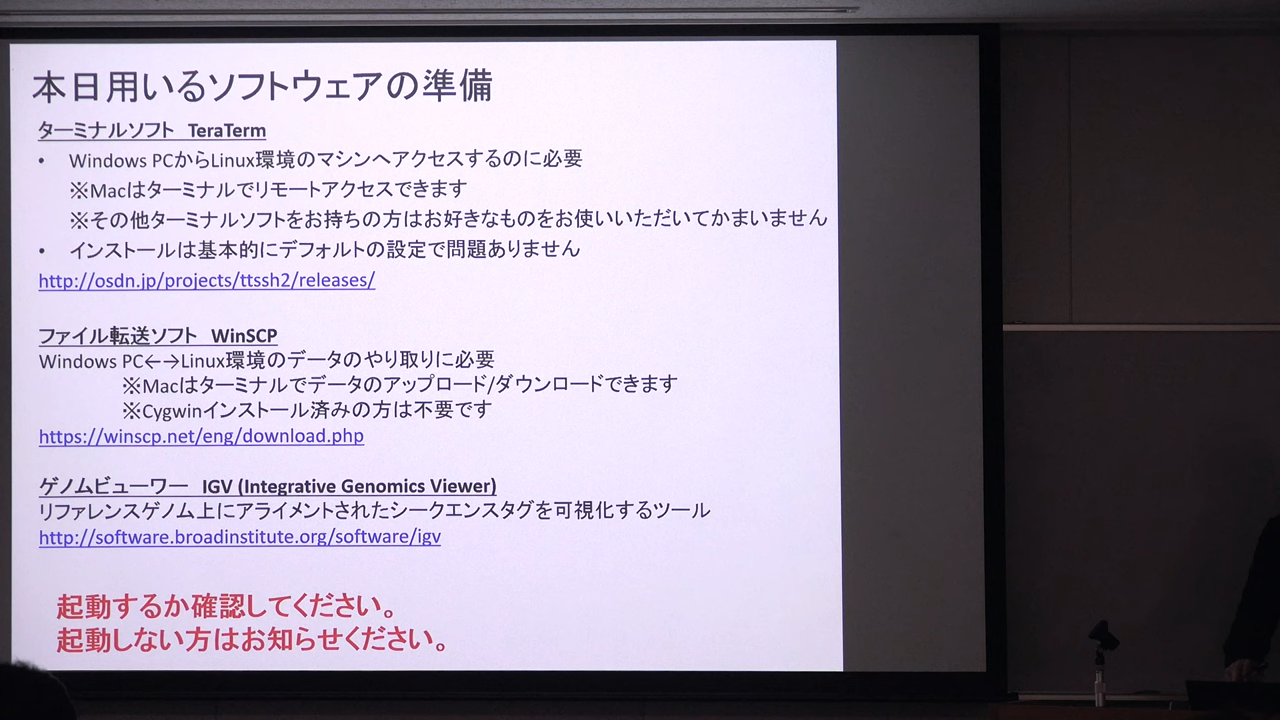 本日用いるソフトウェアの準備
ターミナルソフト TeraTerm
• Windows PCからLinux環境のマシンへアクセスするのに必要
※Macはターミナルでリモートアクセスできます
※その他ターミナルソフトをお持ちの方はお好きなものをお使いいただいてかまいません
• インストールは基本的にデフォルトの設定で問題ありません
http://osdn.jp/projects/ttssh2/releases/
ファイル転送ソフト WinSCP
Windows PC←→Linux環境のデータのやり取りに必要
※Macはターミナルでデータのアップロード/ダウンロードできます
※Cygwinインストール済みの方は不要です
https://winscp.net/eng/download.php
ゲノムビューワー IGV (Integrative Genomics Viewer)
リファレンスゲノム上にアライメントされたシークエンスタグを可視化するツール
http://software.broadinstitute.org/software/igv
起動するか確認してください。
起動しない方はお知らせください。